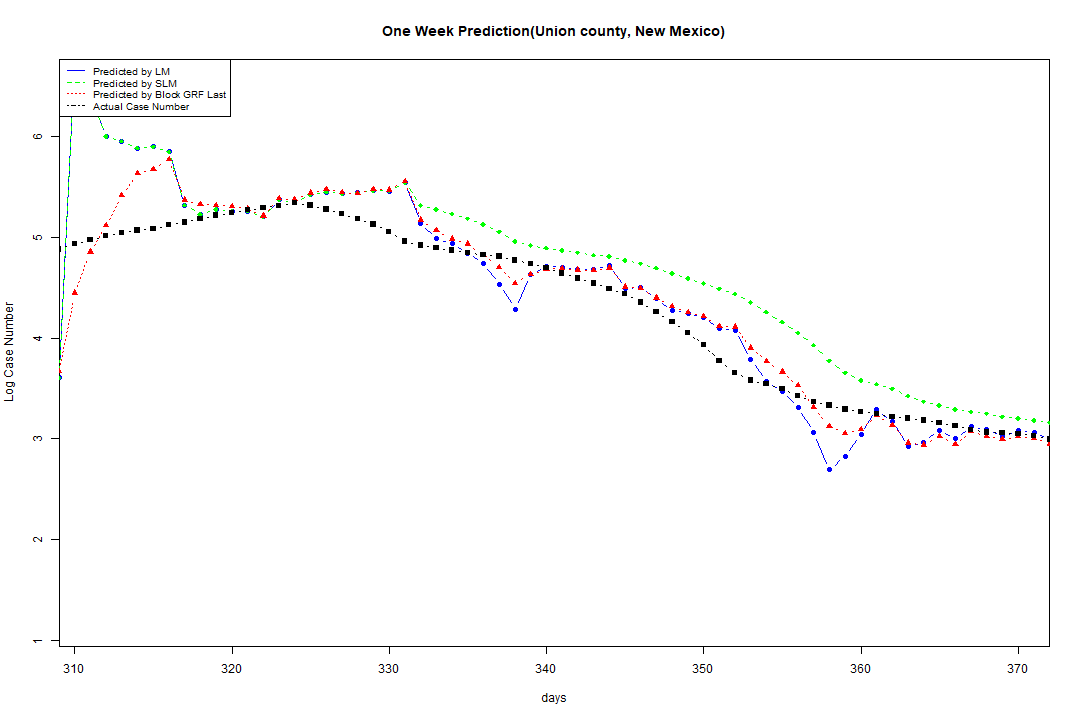 One Week Prediction(Union county, New Mexico)
Predicted by LM
Predicted by SLM
Predicted by Block GRF Last
Actual Case Number
6
5
4
3
2
1
Log Case Number
310 320 330 340 350 360 370
days